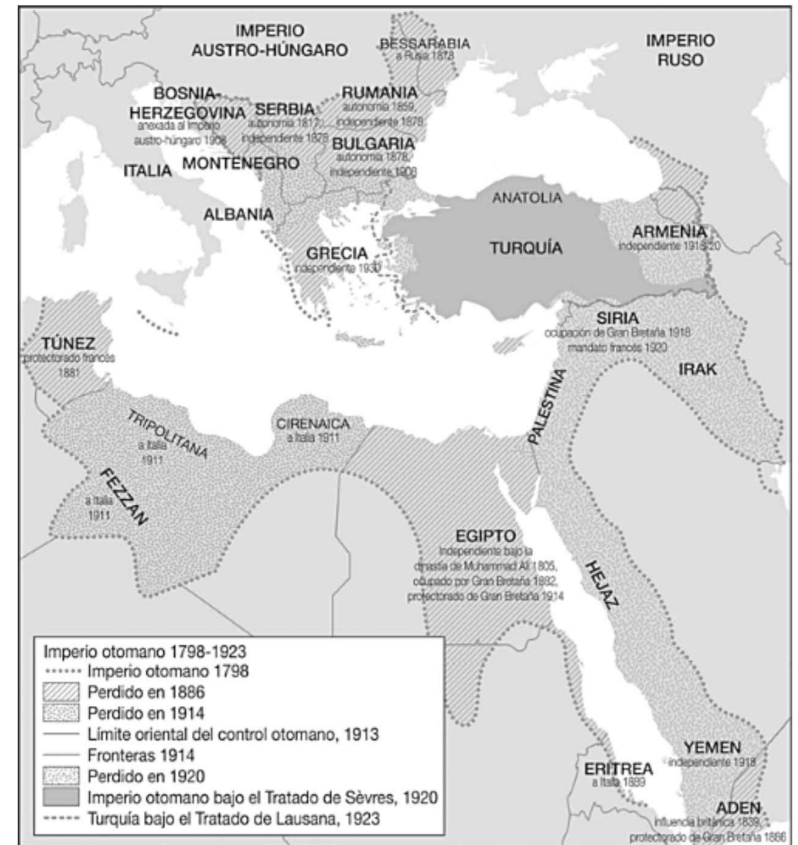 IMPERIO
AUSTRO-HÚNGARO
BESSARABIA
a Rusia 1878
IMPERIO
RUSO
BOSNIA-
HERZEGOVINA
anexada al Imperio
austro-húngaro 1908
SERBIA
autonomía 1817,
independiente 1878
RUMANIA
autonomía 1859,
independiente 1878
BULGARIA
autonomía 1878,
independiente 1908
ITALIA
MONTENEGRO
ALBANIA
GRECIA
independiente 1930
ANATOLIA
TURQUÍA
ARMENIA
independiente 1918-20
TÚNEZ
protectorado francés
1881
SIRIA
ocupación de Gran Bretaña 1918
mandato francés 1920
IRAK
PALESTINA
TRIPOLITANA
a Italia
1911
CIRENAICA
a Italia 1911
FEZZAN
a Italia
1911
EGIPTO
Independiente bajo la
dinastía de Muhammad Alí 1805,
ocupado por Gran Bretaña 1882,
protectorado de Gran Bretaña 1914
HEJAZ
Imperio otomano 1798-1923
Imperio otomano 1798
Perdido en 1886
Perdido en 1914
Límite oriental del control otomano, 1913
Fronteras 1914
Perdido en 1920
Imperio otomano bajo el Tratado de Sèvres, 1920
Turquía bajo el Tratado de Lausana, 1923
YEMEN
independiente 1918
ERITREA
a Italia 1889
ADEN
influencia británica 1839,
protectorado de Gran Bretaña 1886